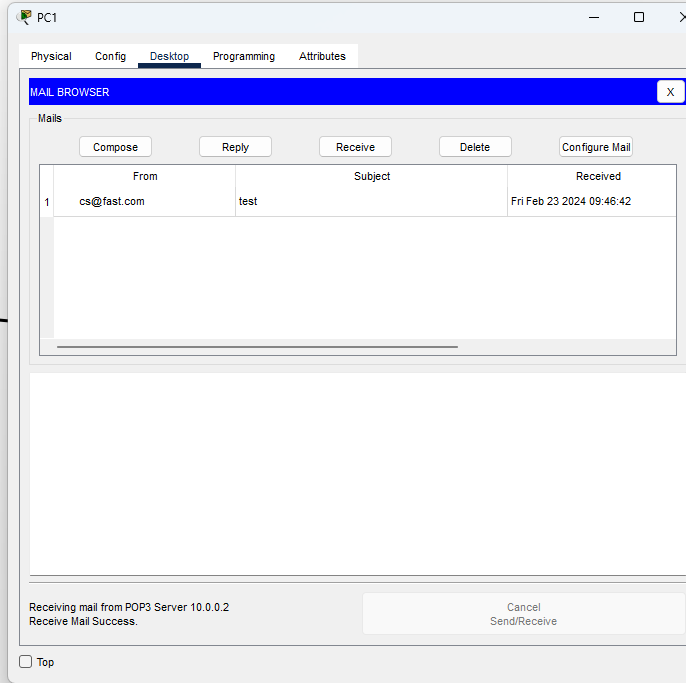 PC1
Physical Config Desktop Programming Attributes
MAIL BROWSER X
Mails
Compose Reply Receive Delete Configure Mail
From Subject Received
1 cs@fast.com test Fri Feb 23 2024 09:46:42
Receiving mail from POP3 Server 10.0.0.2
Receive Mail Success.
Cancel
Send/Receive
Top